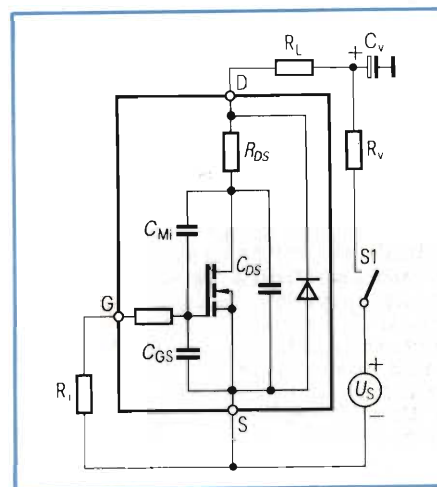 R_L
+
C_v
D
R_DS
R_v
C_Mi
C_DS
S1
G
C_GS
R_i
S
+
U_S
−